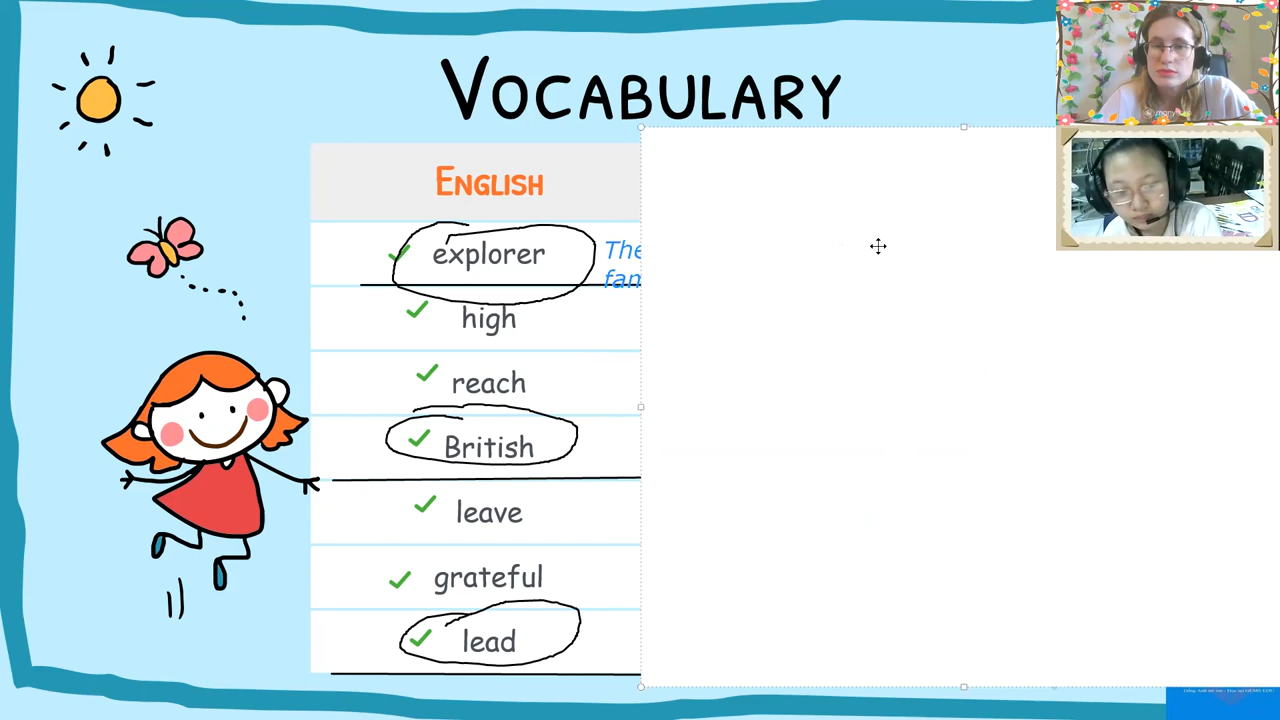 VOCABULARY
ENGLISH
explorer
The
fam
high
reach
British
leave
grateful
lead